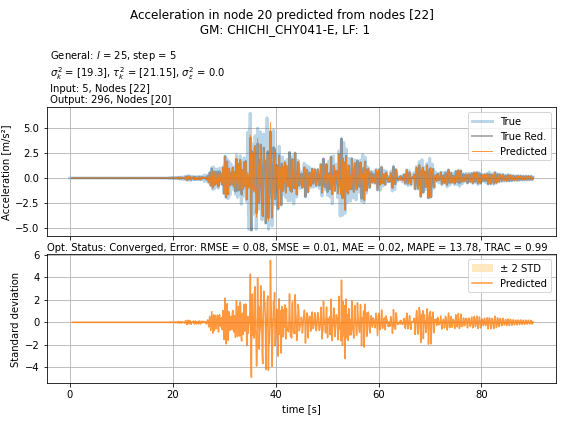 Acceleration in node 20 predicted from nodes [22]
GM: CHICHI_CHY041-E, LF: 1
General: l = 25, step = 5
σ²ₖ = [19.3], τ²ₖ = [21.15], σ²ε = 0.0
Input: 5, Nodes [22]
Output: 296, Nodes [20]
True
True Red.
Predicted
Acceleration [m/s²]
5.0
2.5
0.0
−2.5
−5.0
Opt. Status: Converged, Error: RMSE = 0.08, SMSE = 0.01, MAE = 0.02, MAPE = 13.78, TRAC = 0.99
± 2 STD
Predicted
Standard deviation
6
4
2
0
−2
−4
0 20 40 60 80
time [s]